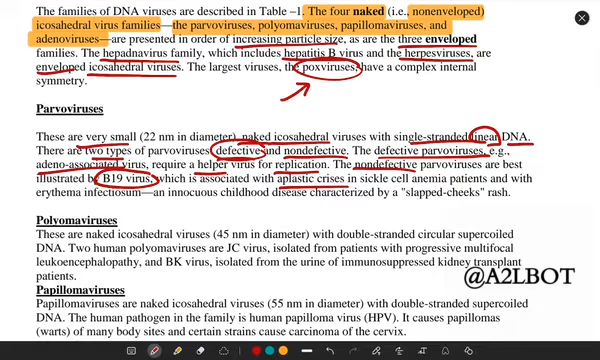 The families of DNA viruses are described in Table –1. The four naked (i.e.,
nonenveloped) icosahedral virus families—the parvoviruses, polyomaviruses, papillomaviruses, and
adenoviruses—are presented in order of increasing particle size, as are the three enveloped
families. The hepadnavirus family, which includes hepatitis B virus and the herpesviruses, are
enveloped icosahedral viruses. The largest viruses, the poxviruses, have a complex internal
symmetry.
Parvoviruses
These are very small (22 nm in diameter), naked icosahedral viruses with single-stranded linear DNA.
There are two types of parvoviruses: defective and nondefective. The defective parvoviruses, e.g.,
adeno-associated virus, require a helper virus for replication. The nondefective parvoviruses are best
illustrated by B19 virus, which is associated with aplastic crises in sickle cell anemia patients and with
erythema infectiosum—an innocuous childhood disease characterized by a "slapped-cheeks" rash.
Polyomaviruses
These are naked icosahedral viruses (45 nm in diameter) with double-stranded circular supercoiled
DNA. Two human polyomaviruses are JC virus, isolated from patients with progressive multifocal
leukoencephalopathy, and BK virus, isolated from the urine of immunosuppressed kidney transplant
patients.
@A2LBOT
Papillomaviruses
Papillomaviruses are naked icosahedral viruses (55 nm in diameter) with double-stranded supercoiled
DNA. The human pathogen in the family is human papilloma virus (HPV). It causes papillomas
(warts) of many body sites and certain strains cause carcinoma of the cervix.